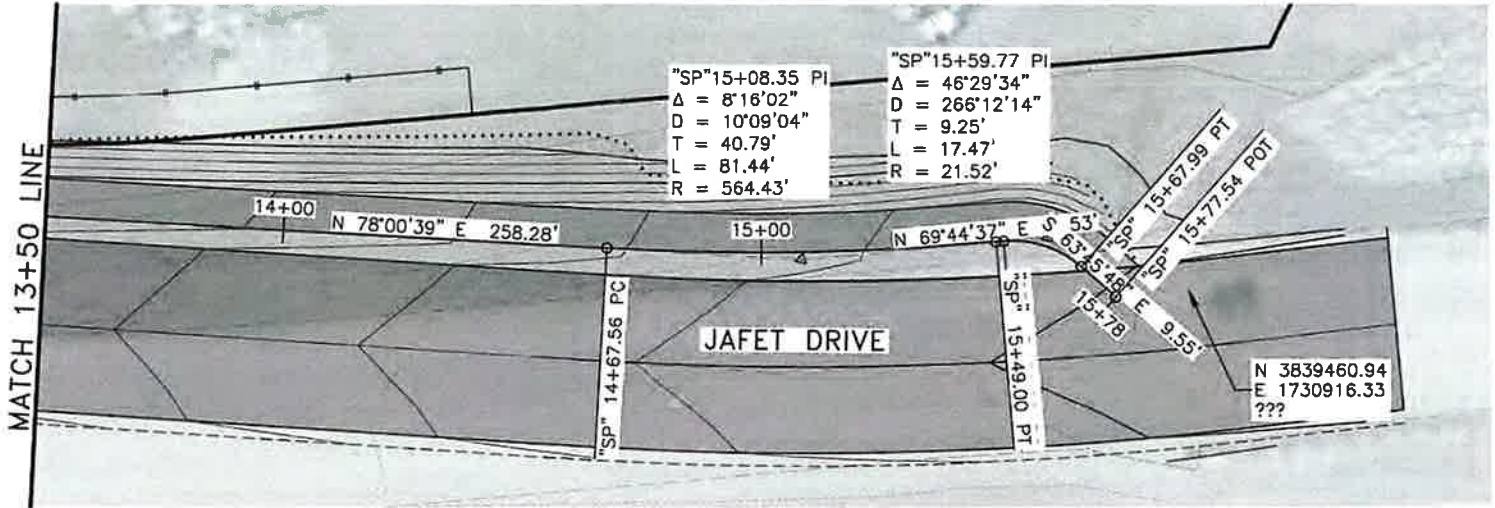 MATCH 13+50 LINE
14+00
N 78°00'39" E 258.28'
"SP" 14+67.56 PC
"SP"15+08.35 PI
Δ = 8°16'02"
D = 10°09'04"
T = 40.79'
L = 81.44'
R = 564.43'
15+00
JAFET DRIVE
"SP"15+59.77 PI
Δ = 46°29'34"
D = 266°12'14"
T = 9.25'
L = 17.47'
R = 21.52'
N 69°44'37" E
53'
"SP" 15+49.00 PT
S 63°45'48" E 9.55'
"SP" 15+67.99 PT
"SP" 15+77.54 POT
15+78
N 3839460.94
E 1730916.33
???